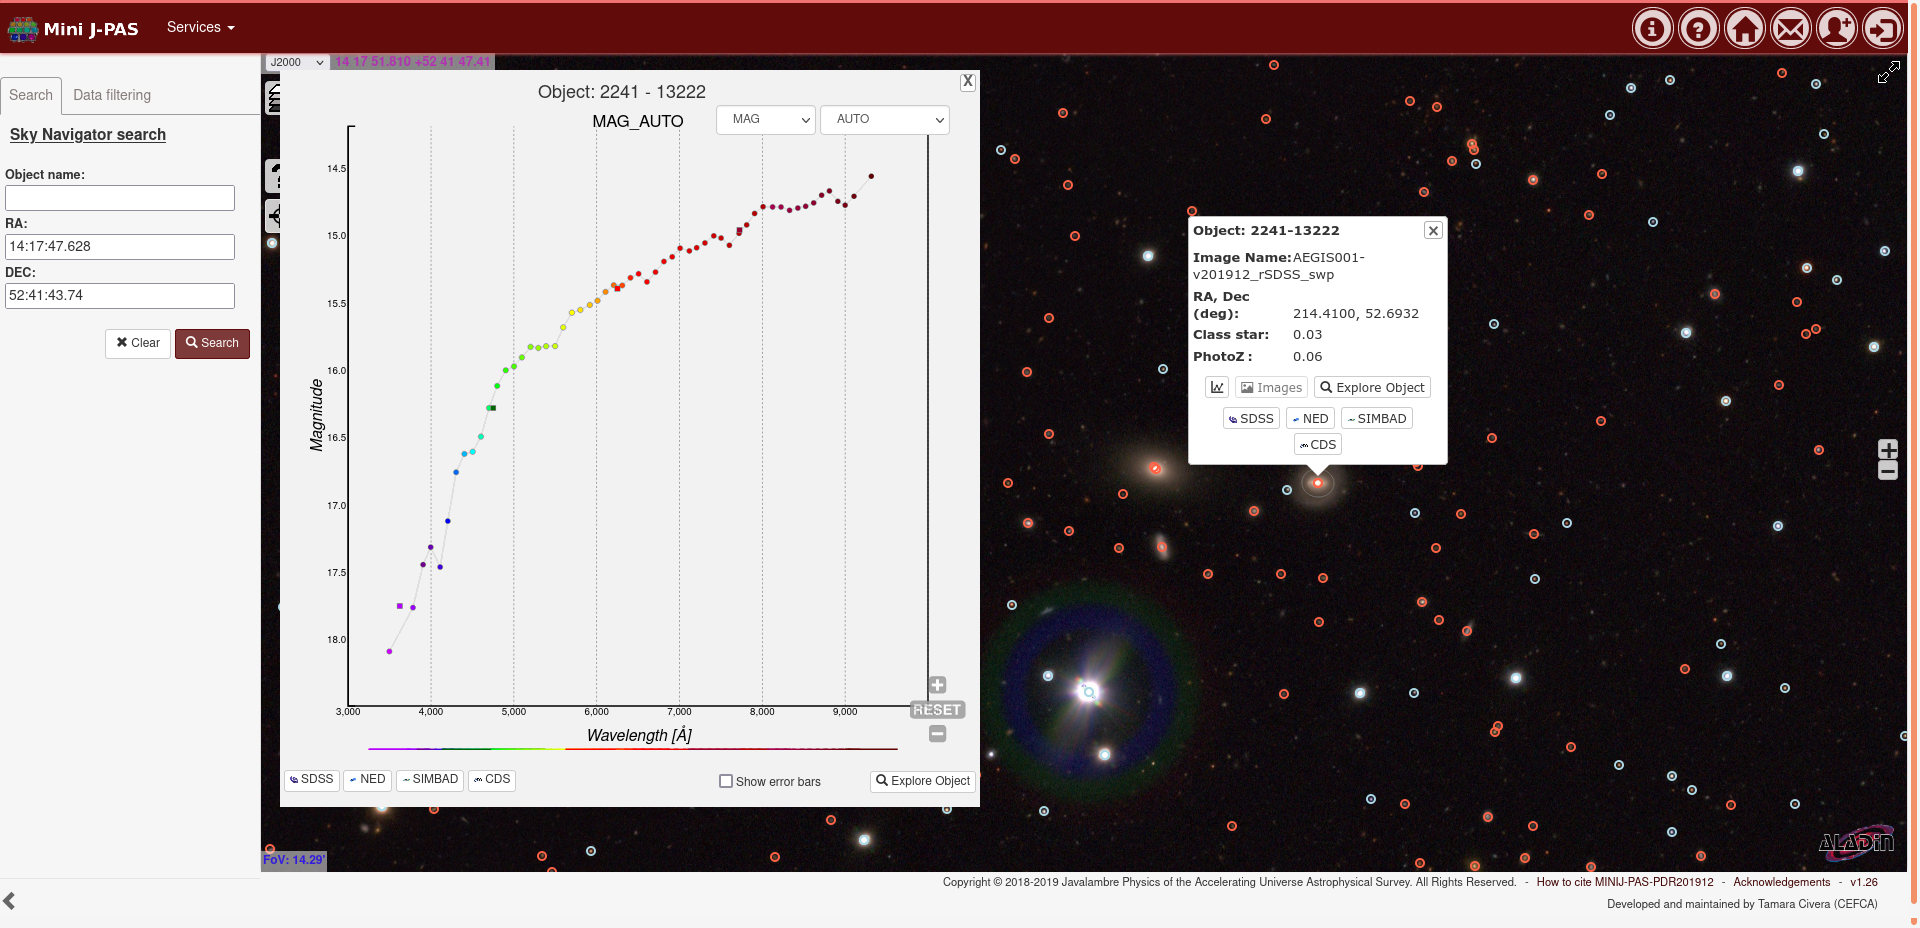 Mini J-PAS
Services
J2000
14 17 51.810 +52 41 47.41
Search
Data filtering
Sky Navigator search
Object name:
RA:
14:17:47.628
DEC:
52:41:43.74
Clear
Search
X
Object: 2241 - 13222
MAG_AUTO
MAG
AUTO
14.5
15.0
15.5
16.0
16.5
17.0
17.5
18.0
Magnitude
3,000
4,000
5,000
6,000
7,000
8,000
9,000
RESET
Wavelength [Å]
SDSS
NED
SIMBAD
CDS
Show error bars
Explore Object
Object: 2241-13222
Image Name: AEGIS001-
v201912_rSDSS_swp
RA, Dec
(deg): 214.4100, 52.6932
Class star: 0.03
PhotoZ : 0.06
Images
Explore Object
SDSS
NED
SIMBAD
CDS
FoV: 14.29'
ALADiN
Copyright © 2018-2019 Javalambre Physics of the Accelerating Universe Astrophysical Survey. All Rights Reserved. - How to cite MINIJ-PAS-PDR201912 - Acknowledgements - v1.26
Developed and maintained by Tamara Civera (CEFCA)